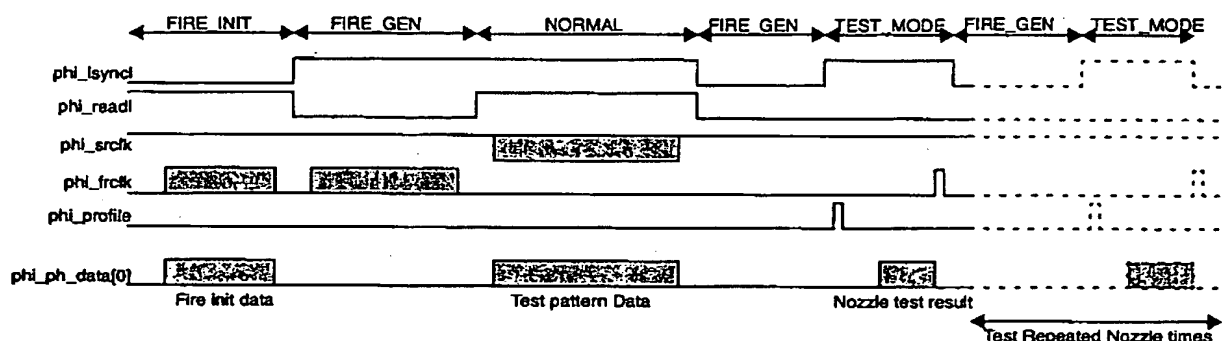 FIRE_INIT FIRE_GEN NORMAL FIRE_GEN TEST_MODE FIRE_GEN TEST_MODE
phi_lsyncl
phi_readl
phi_srclk
phi_frclk
phi_profile
phi_ph_data[0]
Fire init data Test pattern Data Nozzle test result
Test Repeated Nozzle times